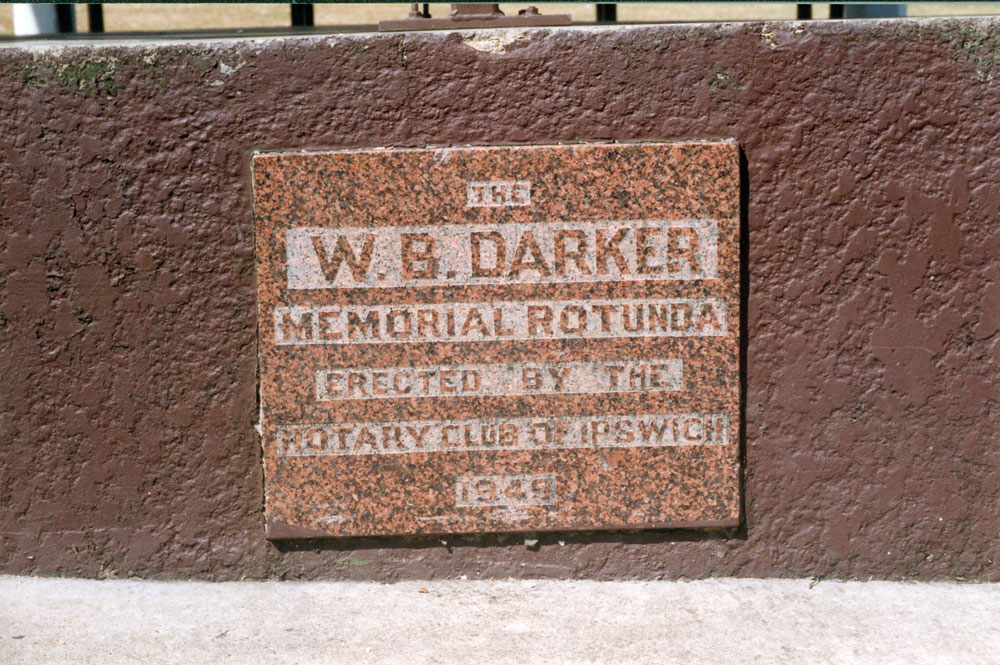 THE
W. B. DARKER
MEMORIAL ROTUNDA
ERECTED BY THE
ROTARY CLUB OF IPSWICH